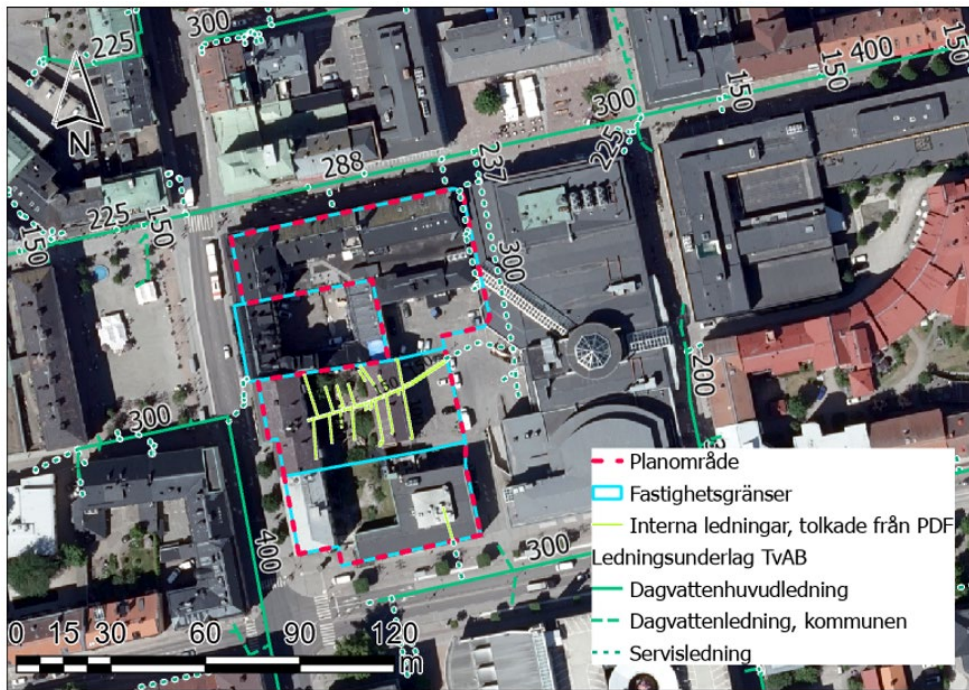 300
225
400
150
150
150
300
N
225
288
237
225
150
150
300
200
300
Planområde
Fastighetsgränser
Interna ledningar, tolkade från PDF
Ledningsunderlag TvAB
Dagvattenhuvudledning
Dagvattenledning, kommunen
Servisledning
400
300
0 15 30 60 90 120
m